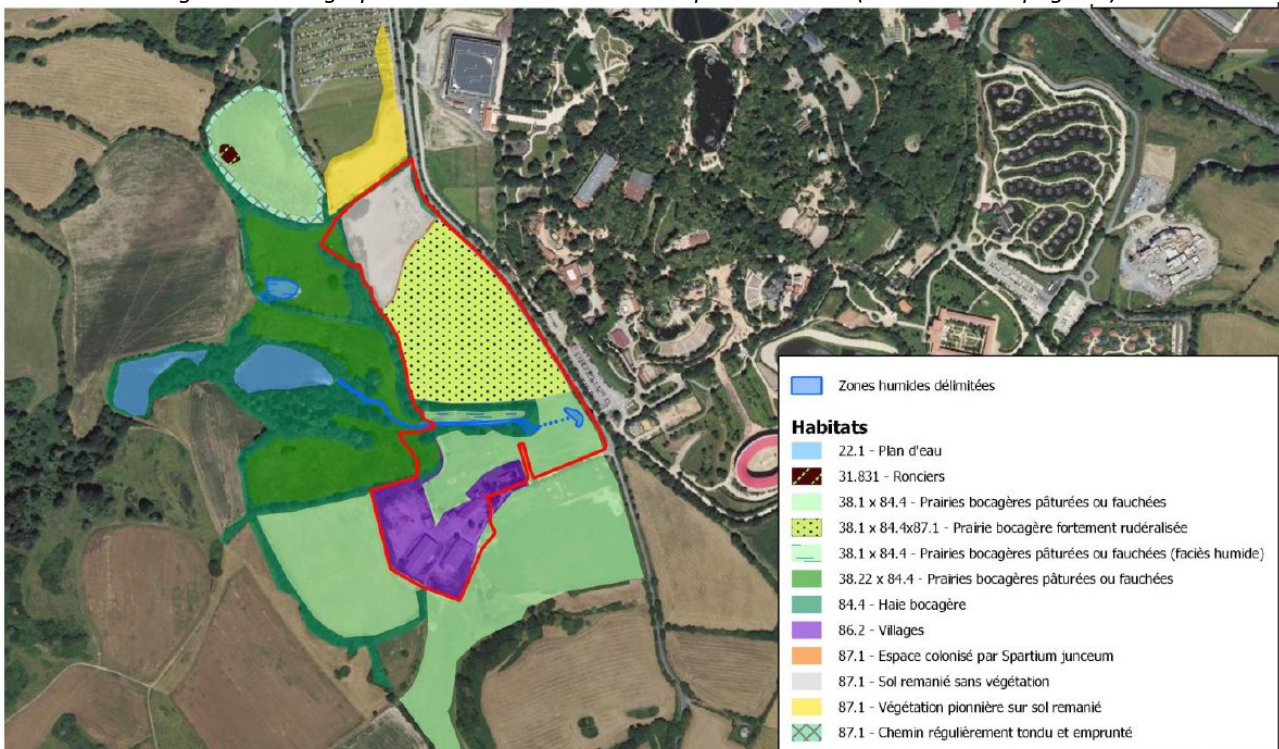 Zones humides délimitées
Habitats
22.1 - Plan d'eau
31.831 - Ronciers
38.1 x 84.4 - Prairies bocagères pâturées ou fauchées
38.1 x 84.4x87.1 - Prairie bocagère fortement rudéralisée
38.1 x 84.4 - Prairies bocagères pâturées ou fauchées (faciès humide)
38.22 x 84.4 - Prairies bocagères pâturées ou fauchées
84.4 - Haie bocagère
86.2 - Villages
87.1 - Espace colonisé par Spartium junceum
87.1 - Sol remanié sans végétation
87.1 - Végétation pionnière sur sol remanié
87.1 - Chemin régulièrement tondu et emprunté